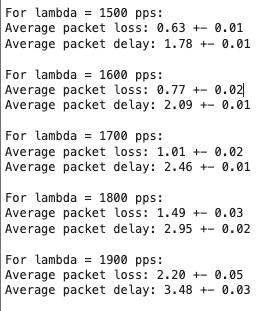 For lambda = 1500 pps:
Average packet loss: 0.63 +- 0.01
Average packet delay: 1.78 +- 0.01
For lambda = 1600 pps:
Average packet loss: 0.77 +- 0.02
Average packet delay: 2.09 +- 0.01
For lambda = 1700 pps:
Average packet loss: 1.01 +- 0.02
Average packet delay: 2.46 +- 0.01
For lambda = 1800 pps:
Average packet loss: 1.49 +- 0.03
Average packet delay: 2.95 +- 0.02
For lambda = 1900 pps:
Average packet loss: 2.20 +- 0.05
Average packet delay: 3.48 +- 0.03